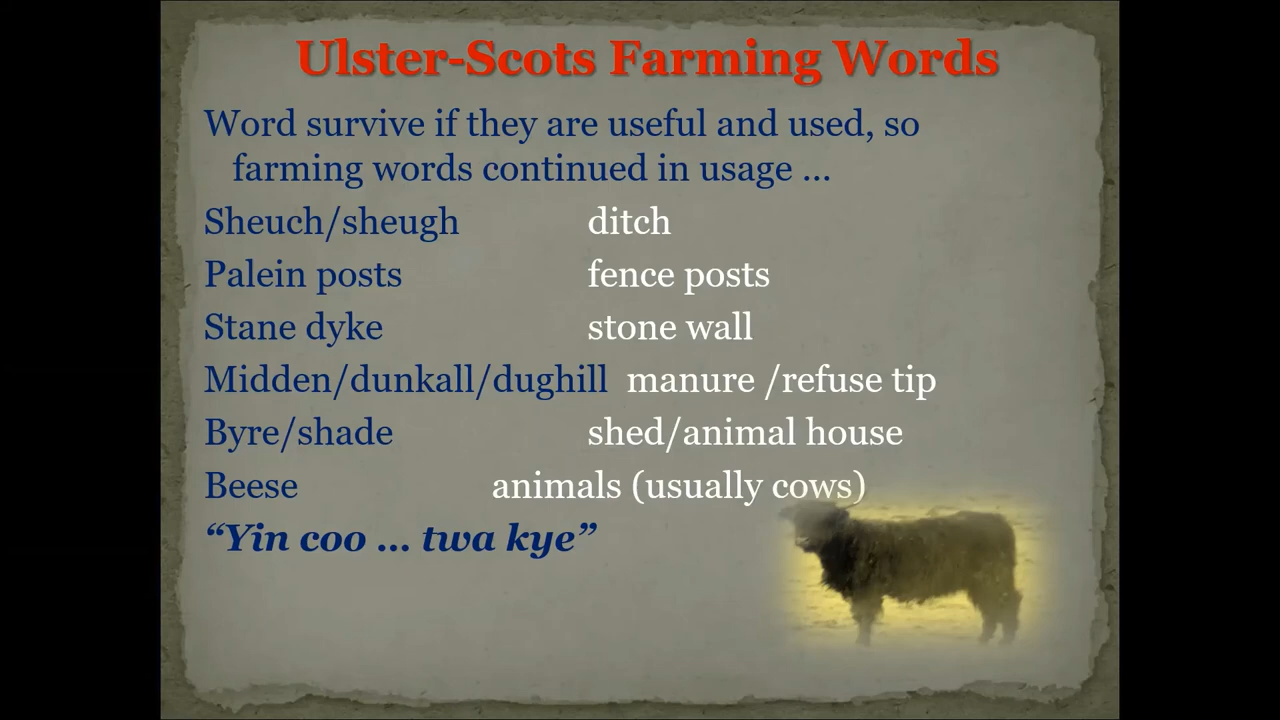 Ulster-Scots Farming Words
Word survive if they are useful and used, so
farming words continued in usage ...
Sheuch/sheugh ditch
Palein posts fence posts
Stane dyke stone wall
Midden/dunkall/dughill manure /refuse tip
Byre/shade shed/animal house
Beese animals (usually cows)
“Yin coo ... twa kye”